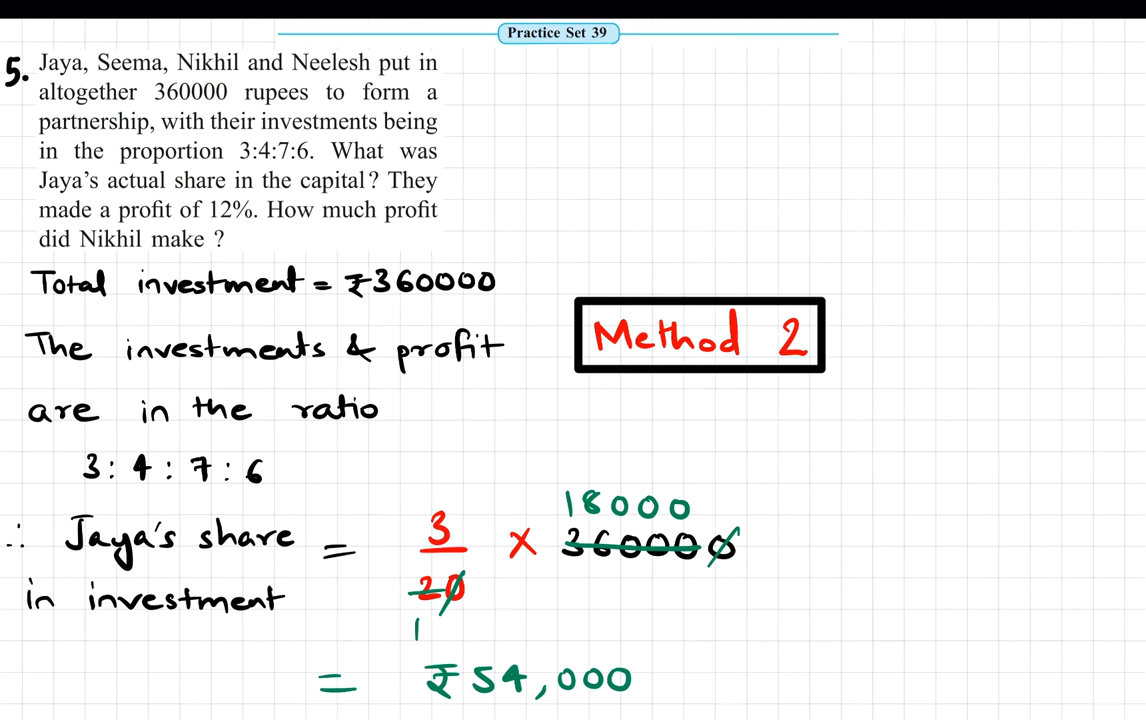 Practice Set 39
5. Jaya, Seema, Nikhil and Neelesh put in
altogether 360000 rupees to form a
partnership, with their investments being
in the proportion 3:4:7:6. What was
Jaya's actual share in the capital? They
made a profit of 12%. How much profit
did Nikhil make ?
Total investment = ₹360000
The investments & profit
are in the ratio
3 : 4 : 7 : 6
Method 2
18000
∴ Jaya's share = 3 × 360000
in investment 20
1
= ₹54,000